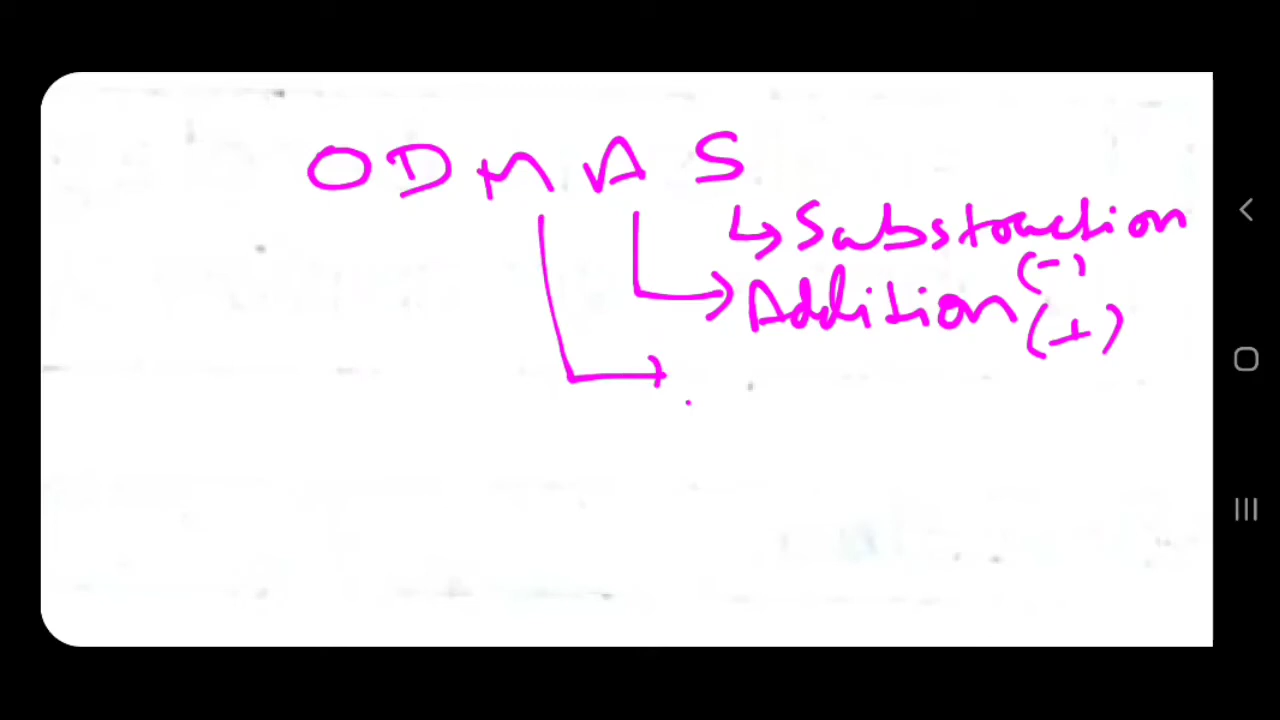 ODMAS
↳ Substraction
(-)
→ Addition
(+)
→